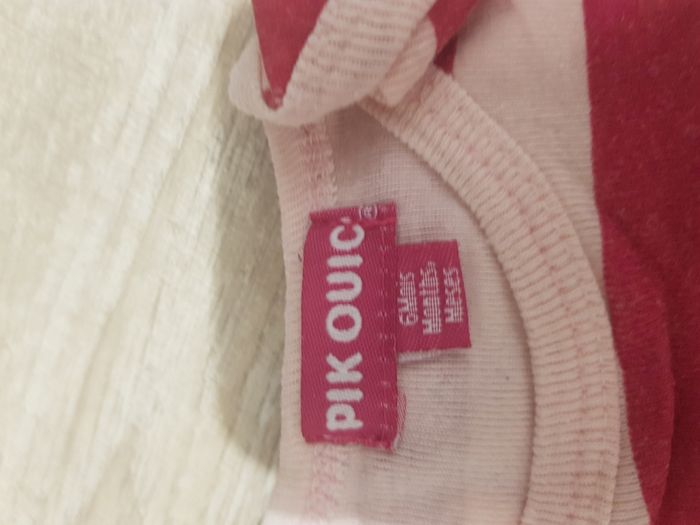 PIK OUIC®
6Mois
Months
Meses